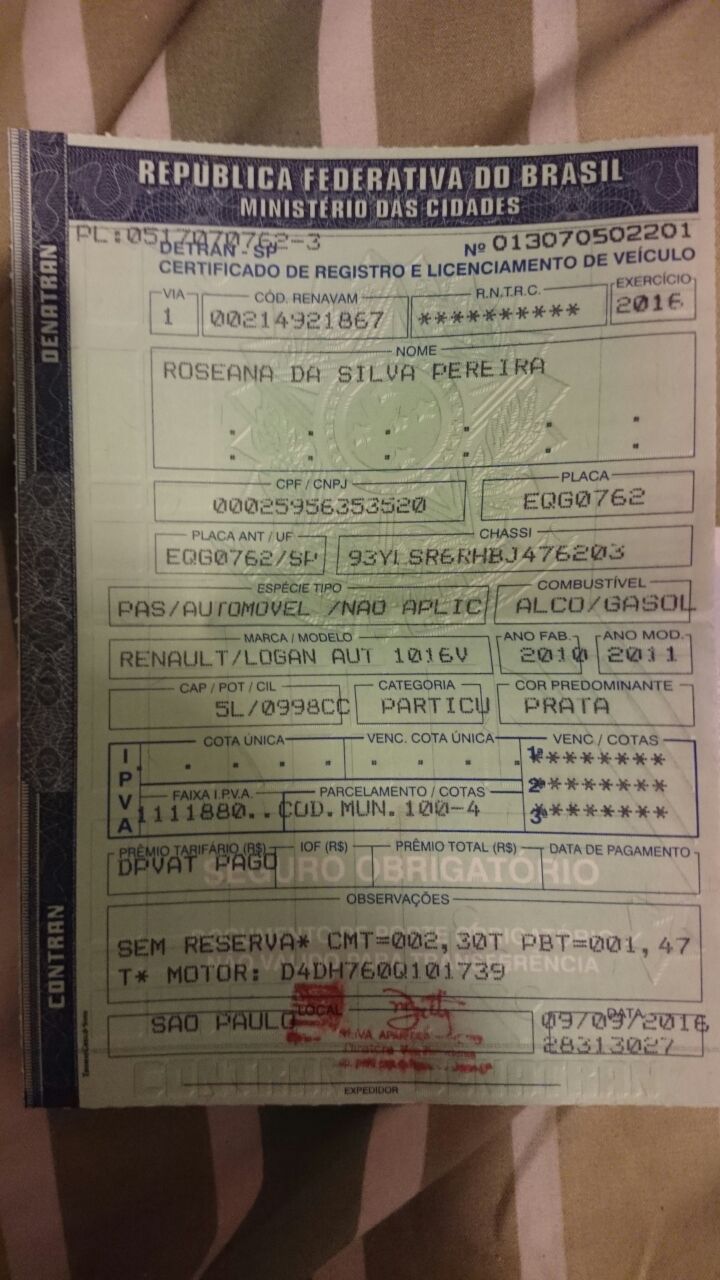 REPÚBLICA FEDERATIVA DO BRASIL
MINISTÉRIO DAS CIDADES
DENATRAN
PL:0517070762-3
DETRAN - SP Nº 013070502201
CERTIFICADO DE REGISTRO E LICENCIAMENTO DE VEÍCULO
VIA CÓD. RENAVAM R.N.T.R.C. EXERCÍCIO
1 00214921867 ********** 2016
NOME
ROSEANA DA SILVA PEREIRA
CPF / CNPJ PLACA
00025956353520 EQG0762
PLACA ANT / UF CHASSI
EQG0762/SP 93YLSR6RHBJ476203
ESPÉCIE TIPO COMBUSTÍVEL
PAS/AUTOMOVEL /NAO APLIC ALCO/GASOL
MARCA / MODELO ANO FAB. ANO MOD.
RENAULT/LOGAN AUT 1016V 2010 2011
CAP / POT / CIL CATEGORIA COR PREDOMINANTE
5L/0998CC PARTICU PRATA
IPVA
COTA ÚNICA VENC. COTA ÚNICA VENC / COTAS
1ª *******
FAIXA I.P.V.A. PARCELAMENTO / COTAS 2ª *******
1111880.. COD.MUN.100-4 3ª *******
PRÊMIO TARIFÁRIO (R$) IOF (R$) PRÊMIO TOTAL (R$) DATA DE PAGAMENTO
DPVAT PAGO
SEGURO OBRIGATÓRIO
OBSERVAÇÕES
SEM RESERVA* CMT=002,30T PBT=001,47
T* MOTOR: D4DH760Q101739
TRANSFERÊNCIA
CONTRAN
LOCAL DATA
SAO PAULO 09/09/2016
28313027
EXPEDIDOR